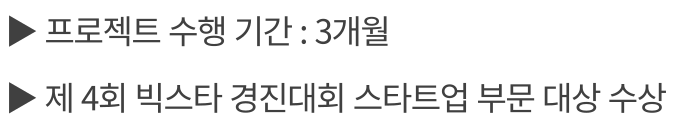 ▶ 프로젝트 수행 기간 : 3개월
▶ 제 4회 빅스타 경진대회 스타트업 부문 대상 수상